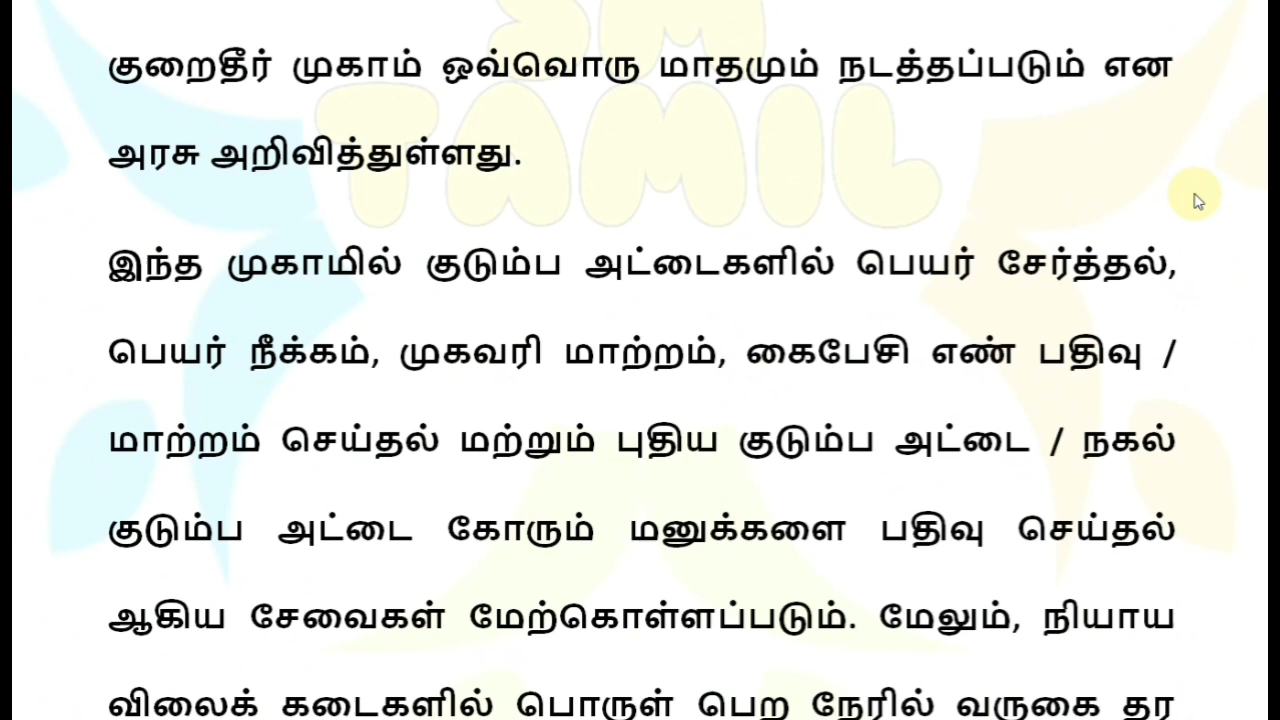 SM
TAMIL
குறைதீர் முகாம் ஒவ்வொரு மாதமும் நடத்தப்படும் என
அரசு அறிவித்துள்ளது.
இந்த முகாமில் குடும்ப அட்டைகளில் பெயர் சேர்த்தல்,
பெயர் நீக்கம், முகவரி மாற்றம், கைபேசி எண் பதிவு /
மாற்றம் செய்தல் மற்றும் புதிய குடும்ப அட்டை / நகல்
குடும்ப அட்டை கோரும் மனுக்களை பதிவு செய்தல்
ஆகிய சேவைகள் மேற்கொள்ளப்படும். மேலும், நியாய
விலைக் கடைகளில் பொருள் பெற நேரில் வருகை தர